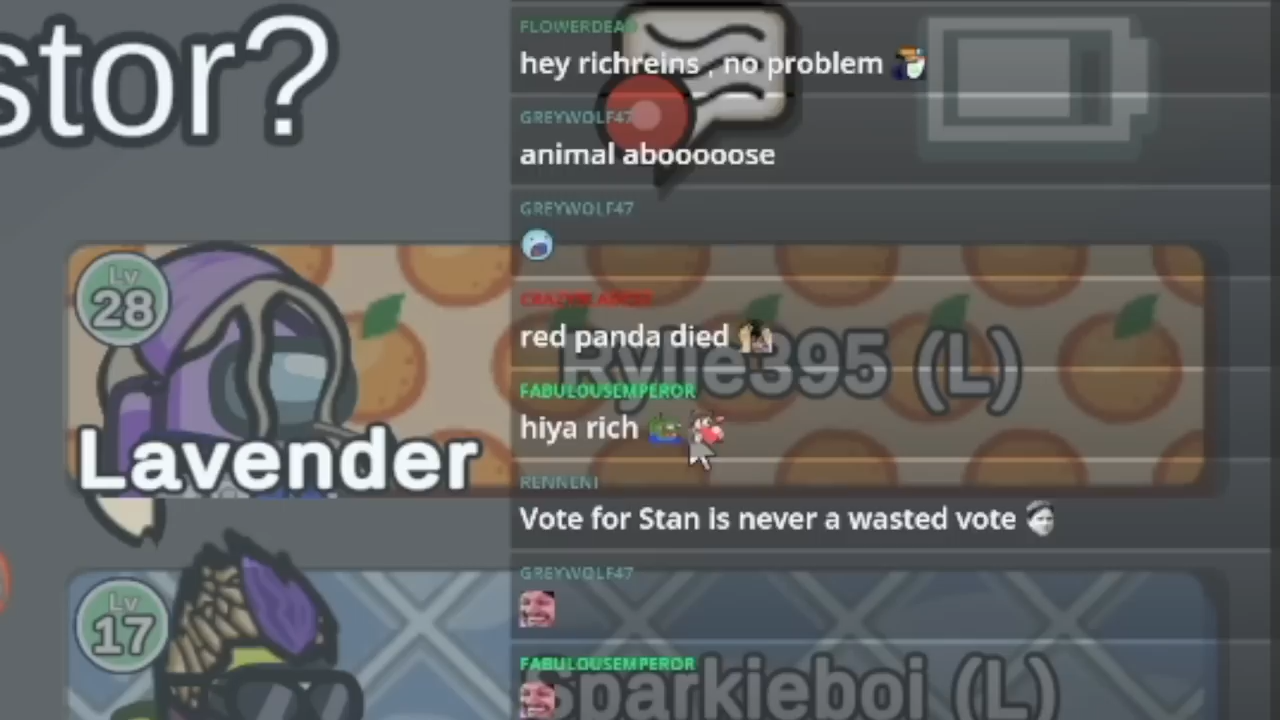 stor?
FLOWERDEAD
hey richreins , no problem
GREYWOLF47
animal abooooose
GREYWOLF47
Lv
28
red panda died
Rylie395 (L)
FABULOUSEMPEROR
hiya rich
Lavender
RENNENI
Vote for Stan is never a wasted vote
GREYWOLF47
Lv
17
FABULOUSEMPEROR
Sparkieboi (L)